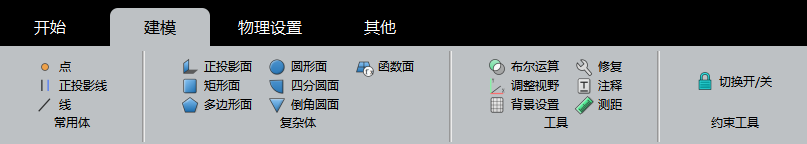 开始 建模 物理设置 其他
点
正投影线
线
常用体
正投影面 圆形面 函数面
矩形面 四分圆面
多边形面 倒角圆面
复杂体
布尔运算 修复
调整视野 注释
背景设置 测距
工具
切换开/关
约束工具